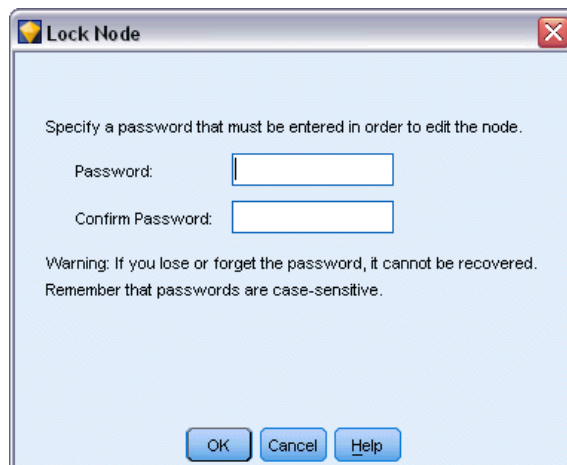 Lock Node
Specify a password that must be entered in order to edit the node.
Password:
Confirm Password:
Warning: If you lose or forget the password, it cannot be recovered.
Remember that passwords are case-sensitive.
OK Cancel Help